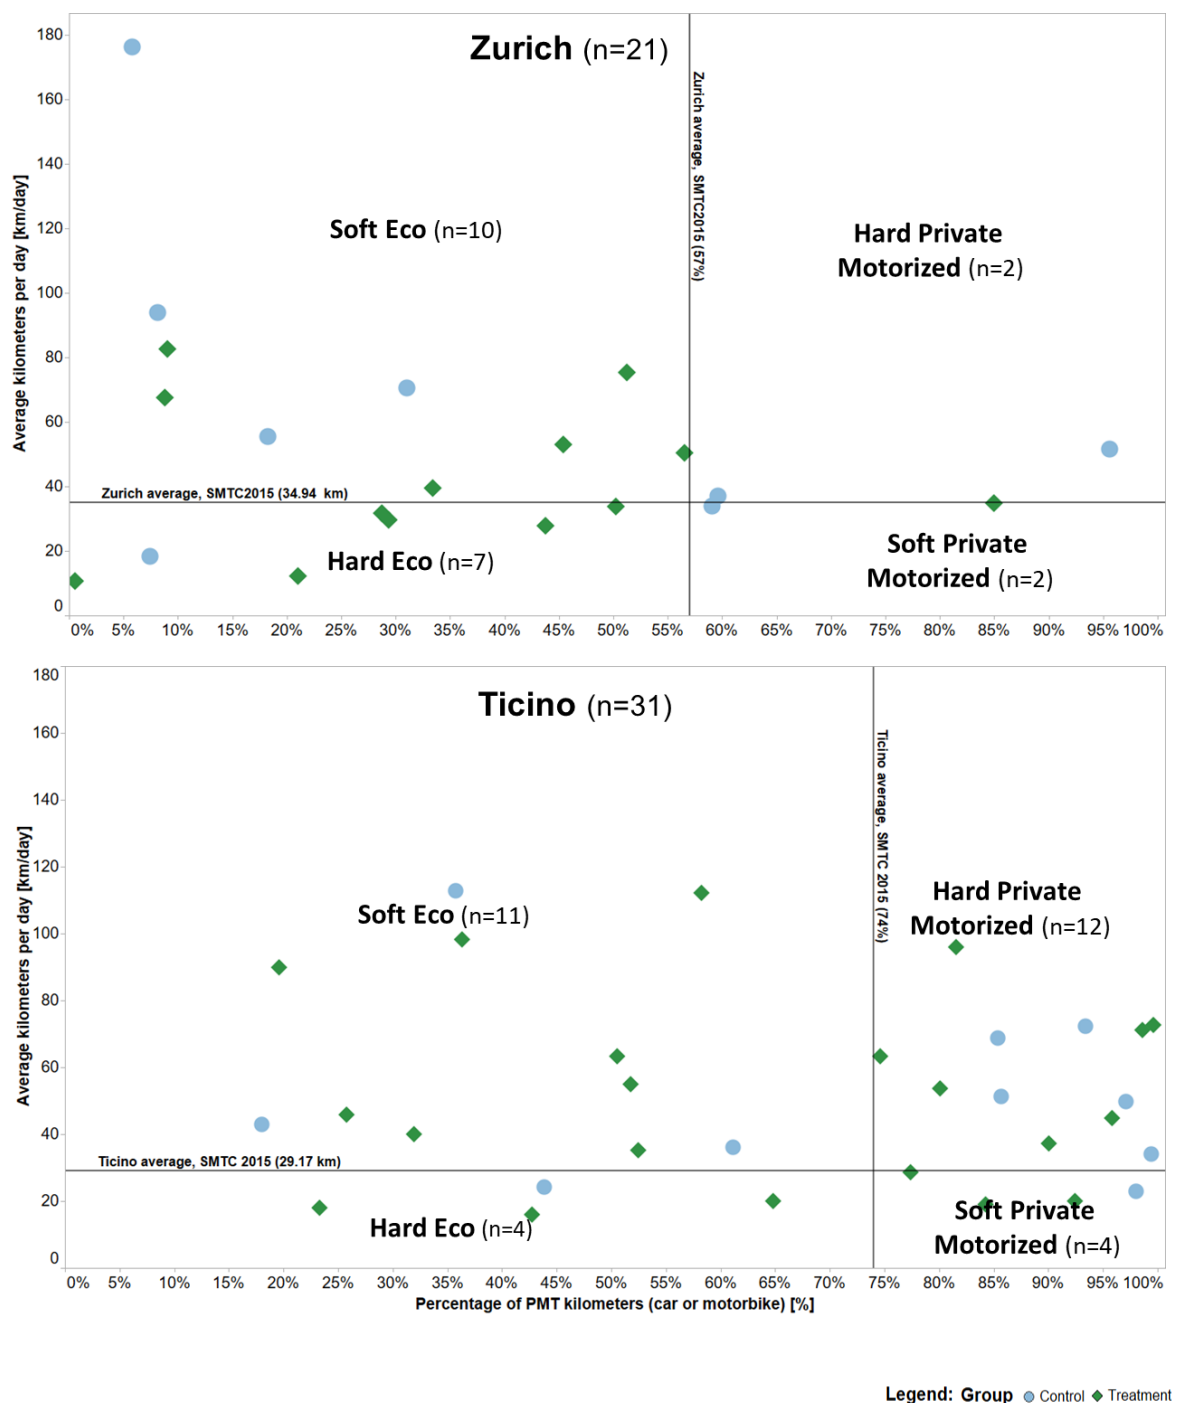 Zurich (n=21)
Average kilometers per day [km/day]
180
160
140
120
100
80
60
40
20
0
Zurich average, SMTC2015 (57%)
Soft Eco (n=10)
Hard Private
Motorized (n=2)
Zurich average, SMTC2015 (34.94 km)
Hard Eco (n=7)
Soft Private
Motorized (n=2)
0% 5% 10% 15% 20% 25% 30% 35% 40% 45% 50% 55% 60% 65% 70% 75% 80% 85% 90% 95% 100%
Ticino (n=31)
Average kilometers per day [km/day]
180
160
140
120
100
80
60
40
20
0
Ticino average, SMTC 2015 (74%)
Soft Eco (n=11)
Hard Private
Motorized (n=12)
Ticino average, SMTC 2015 (29.17 km)
Hard Eco (n=4)
Soft Private
Motorized (n=4)
0% 5% 10% 15% 20% 25% 30% 35% 40% 45% 50% 55% 60% 65% 70% 75% 80% 85% 90% 95% 100%
Percentage of PMT kilometers (car or motorbike) [%]
Legend: Group Control Treatment